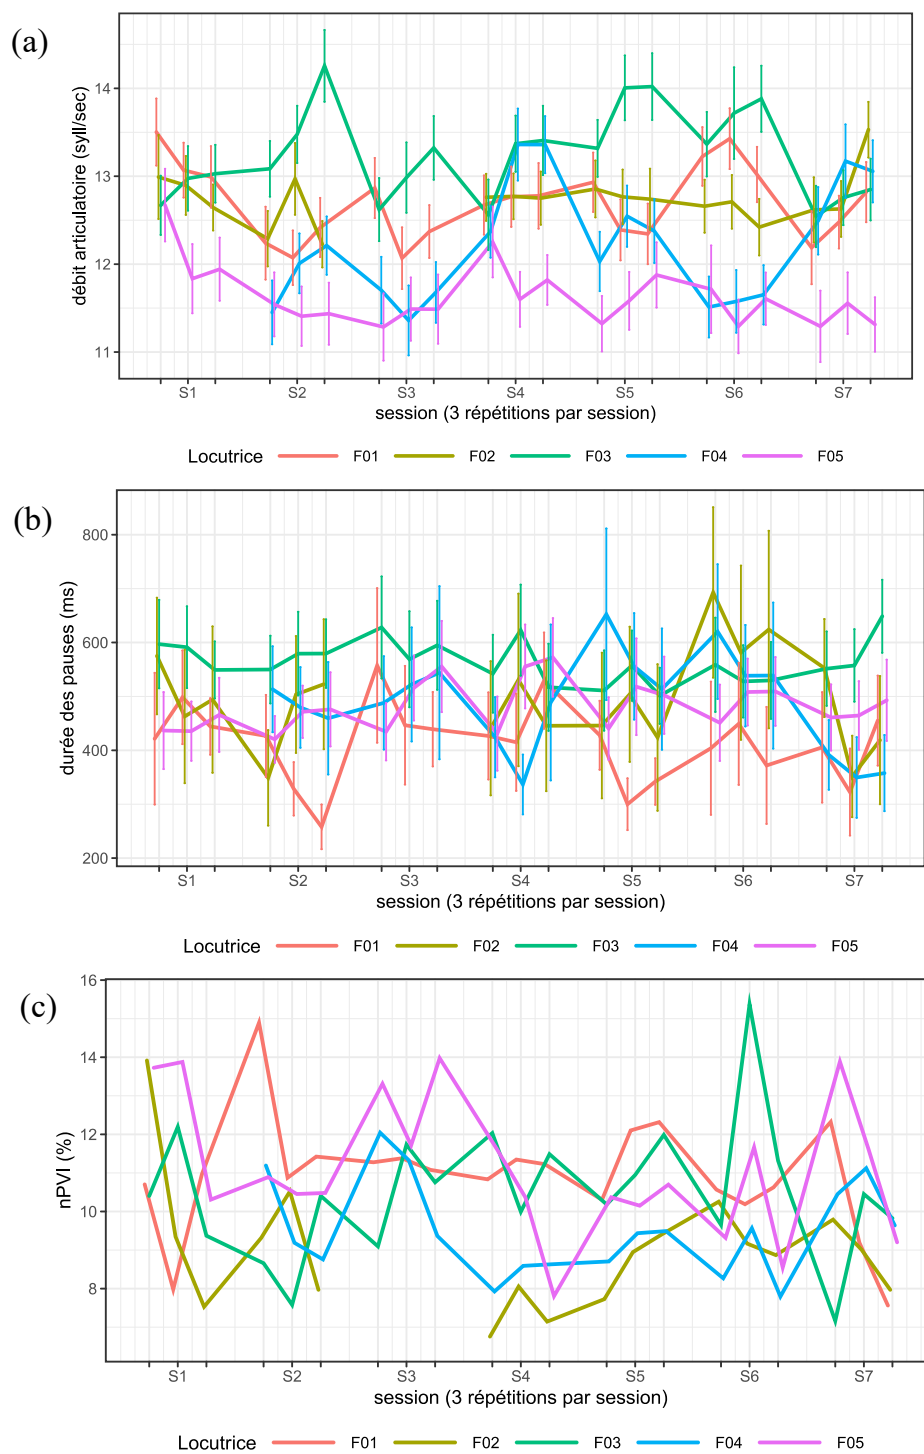 (a)
débit articulatoire (syll/sec)
14
13
12
11
S1 S2 S3 S4 S5 S6 S7
session (3 répétitions par session)
Locutrice F01 F02 F03 F04 F05
(b)
durée des pauses (ms)
800
600
400
200
S1 S2 S3 S4 S5 S6 S7
session (3 répétitions par session)
Locutrice F01 F02 F03 F04 F05
(c)
nPVI (%)
16
14
12
10
8
S1 S2 S3 S4 S5 S6 S7
session (3 répétitions par session)
Locutrice F01 F02 F03 F04 F05